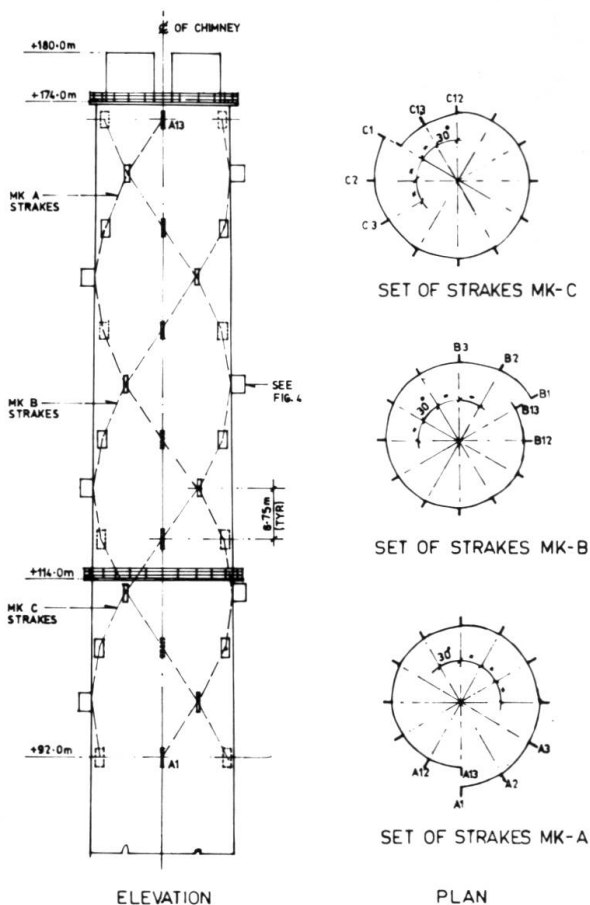 ℄ OF CHIMNEY
+180·0m
+174·0m
A13
MK A
STRAKES
MK B
STRAKES
SEE
FIG. 4
6·75m
(TYP.)
+114·0m
MK C
STRAKES
+92·0m
A1
ELEVATION
C12
C13
C1
30°
C2
C3
SET OF STRAKES MK-C
B3
B2
B1
30°
B13
B12
SET OF STRAKES MK-B
30°
A3
A12
A13
A2
A1
SET OF STRAKES MK-A
PLAN